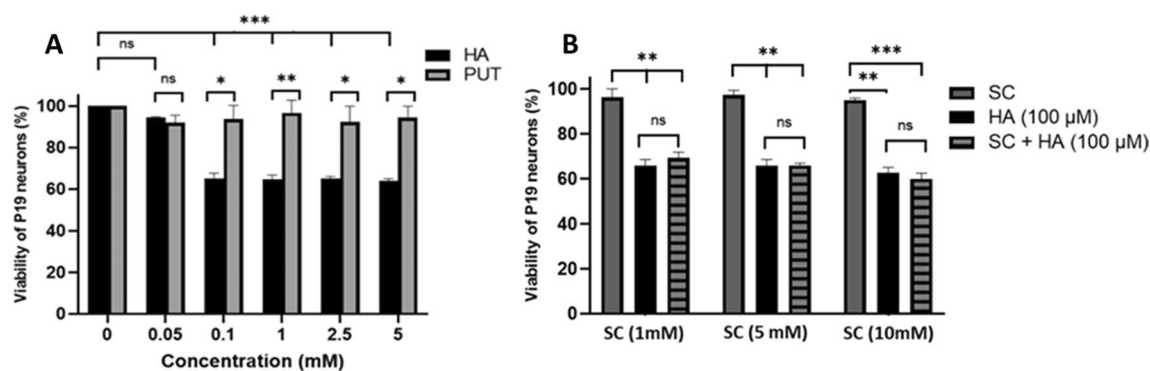 A
***
ns
HA
PUT
ns
*
**
*
*
Viability of P19 neurons (%)
100
80
60
40
20
0
0 0.05 0.1 1 2.5 5
Concentration (mM)
B
**
**
***
**
ns
ns
ns
SC
HA (100 µM)
SC + HA (100 µM)
Viability of P19 neurons (%)
100
80
60
40
20
0
SC (1mM) SC (5 mM) SC (10mM)